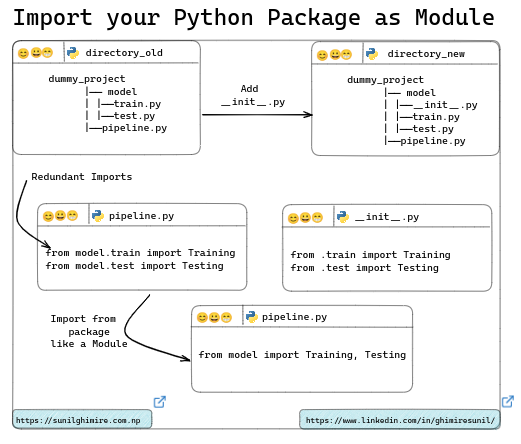 Import your Python Package as Module
directory_old
dummy_project
|── model
| |──train.py
| |──test.py
|──pipeline.py
Add
__init__.py
directory_new
dummy_project
|── model
| |──__init__.py
| |──train.py
| |──test.py
|──pipeline.py
Redundant Imports
pipeline.py
from model.train import Training
from model.test import Testing
__init__.py
from .train import Training
from .test import Testing
Import from
package
like a Module
pipeline.py
from model import Training, Testing
https://sunilghimire.com.np
https://www.linkedin.com/in/ghimiresunil/